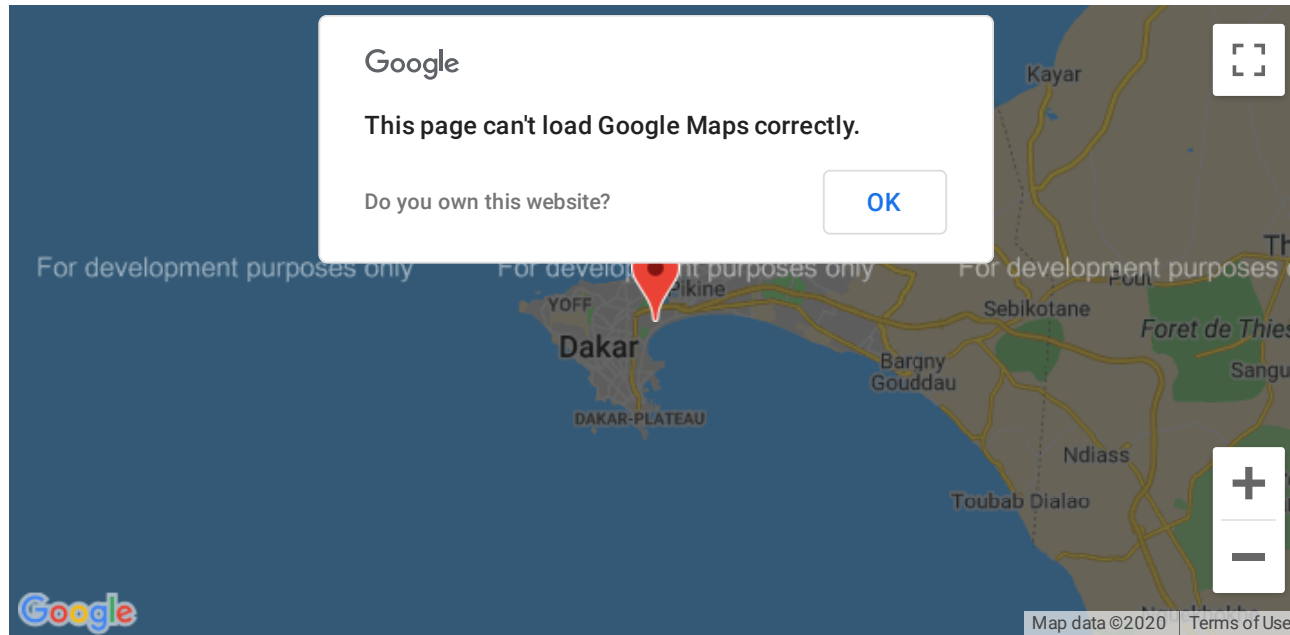 Google
This page can't load Google Maps correctly.
Do you own this website?
OK
Kayar
For development purposes only
For development purposes only
For development purposes
Pout
Pikine
YOFF
Sebikotane
Dakar
Foret de Thies
Bargny
Gouddau
Sangu
DAKAR-PLATEAU
Ndiass
Toubab Dialao
Google
Map data ©2020
Terms of Use